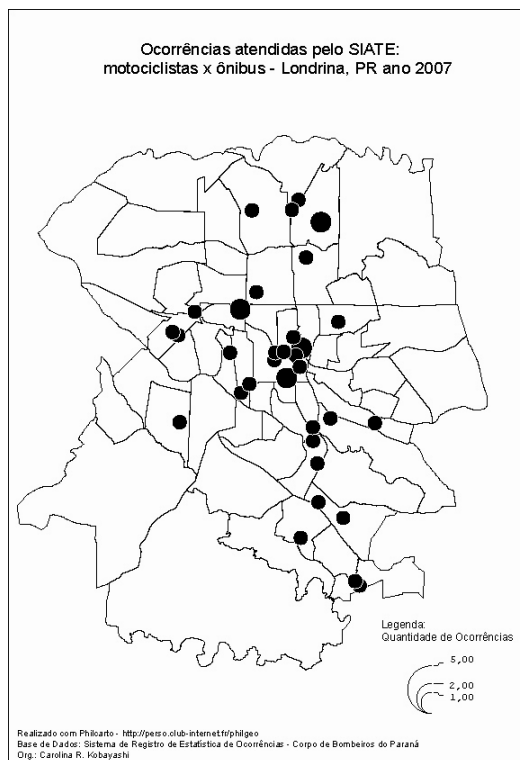 Ocorrências atendidas pelo SIATE:
motociclistas x ônibus - Londrina, PR ano 2007
Legenda:
Quantidade de Ocorrências
5,00
2,00
1,00
Realizado com Philcarto - http://perso.club-internet.fr/philgeo
Base de Dados: Sistema de Registro de Estatística de Ocorrências - Corpo de Bombeiros do Paraná
Org.: Carolina R. Kobayashi